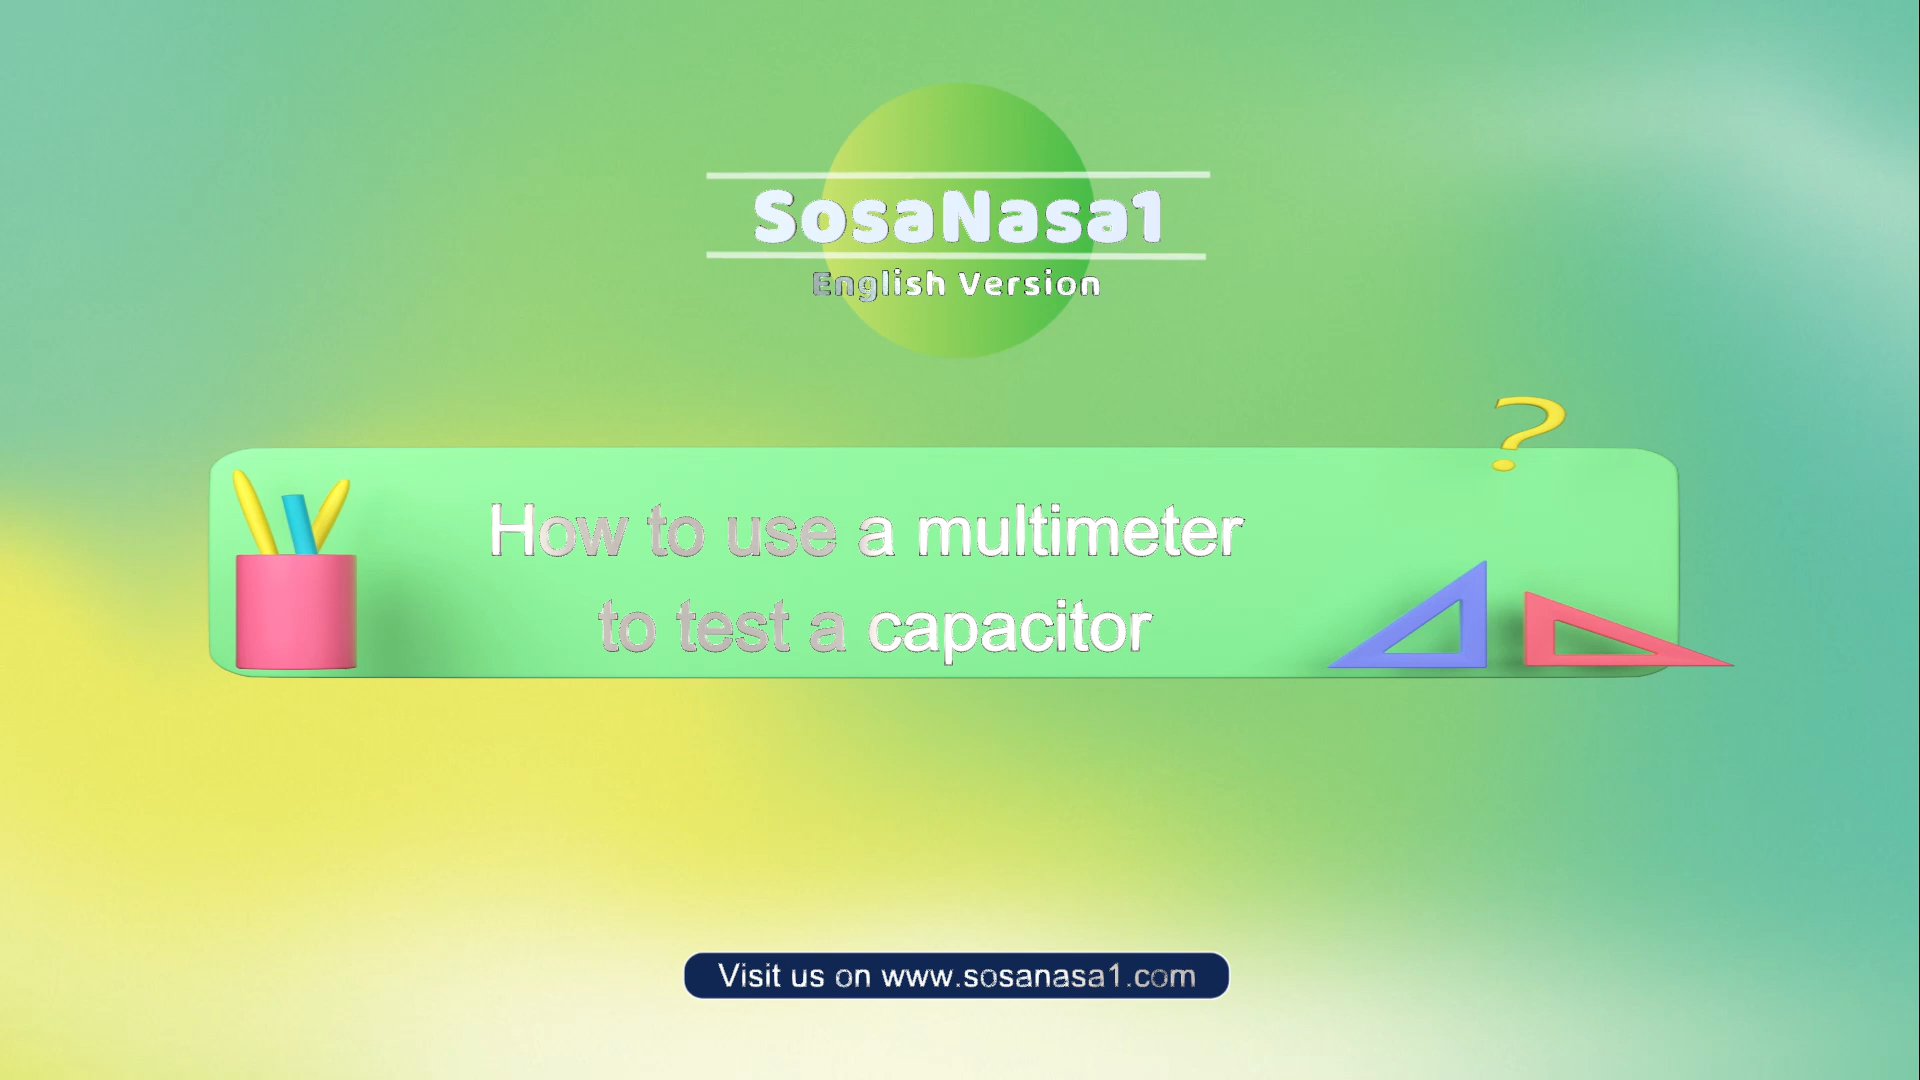 SosaNasa1
English Version
?
How to use a multimeter
to test a capacitor
Visit us on www.sosanasa1.com